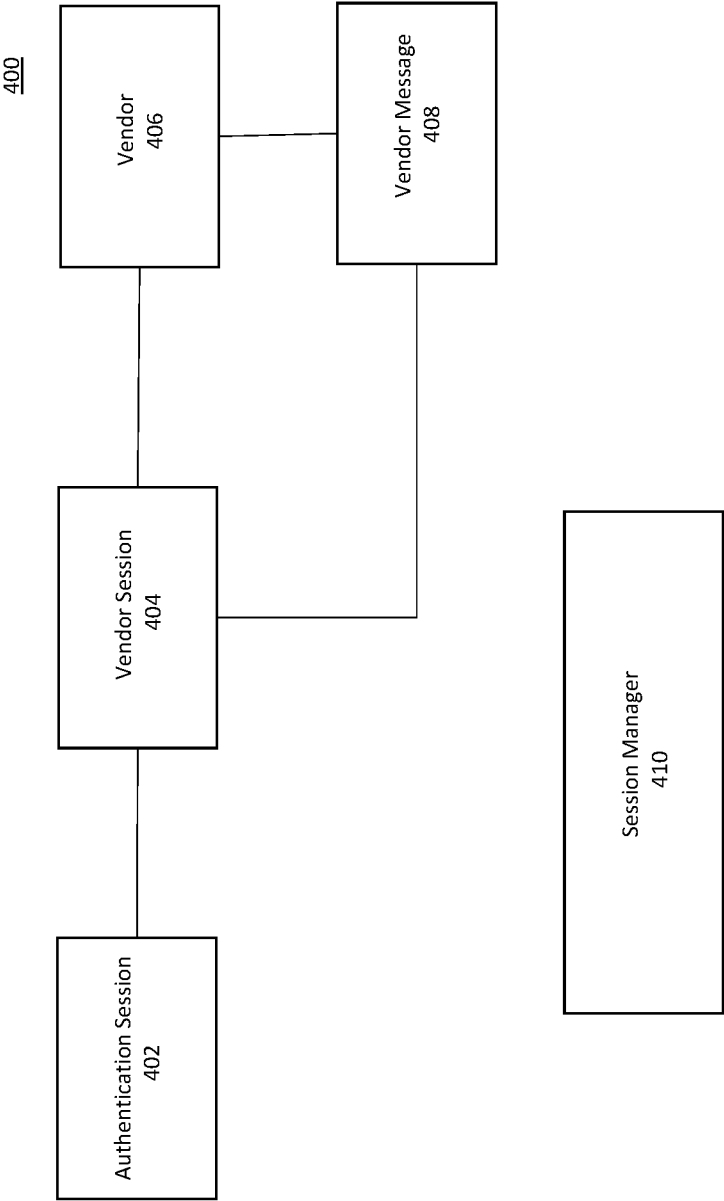 400
Authentication Session
402
Vendor Session
404
Vendor
406
Vendor Message
408
Session Manager
410